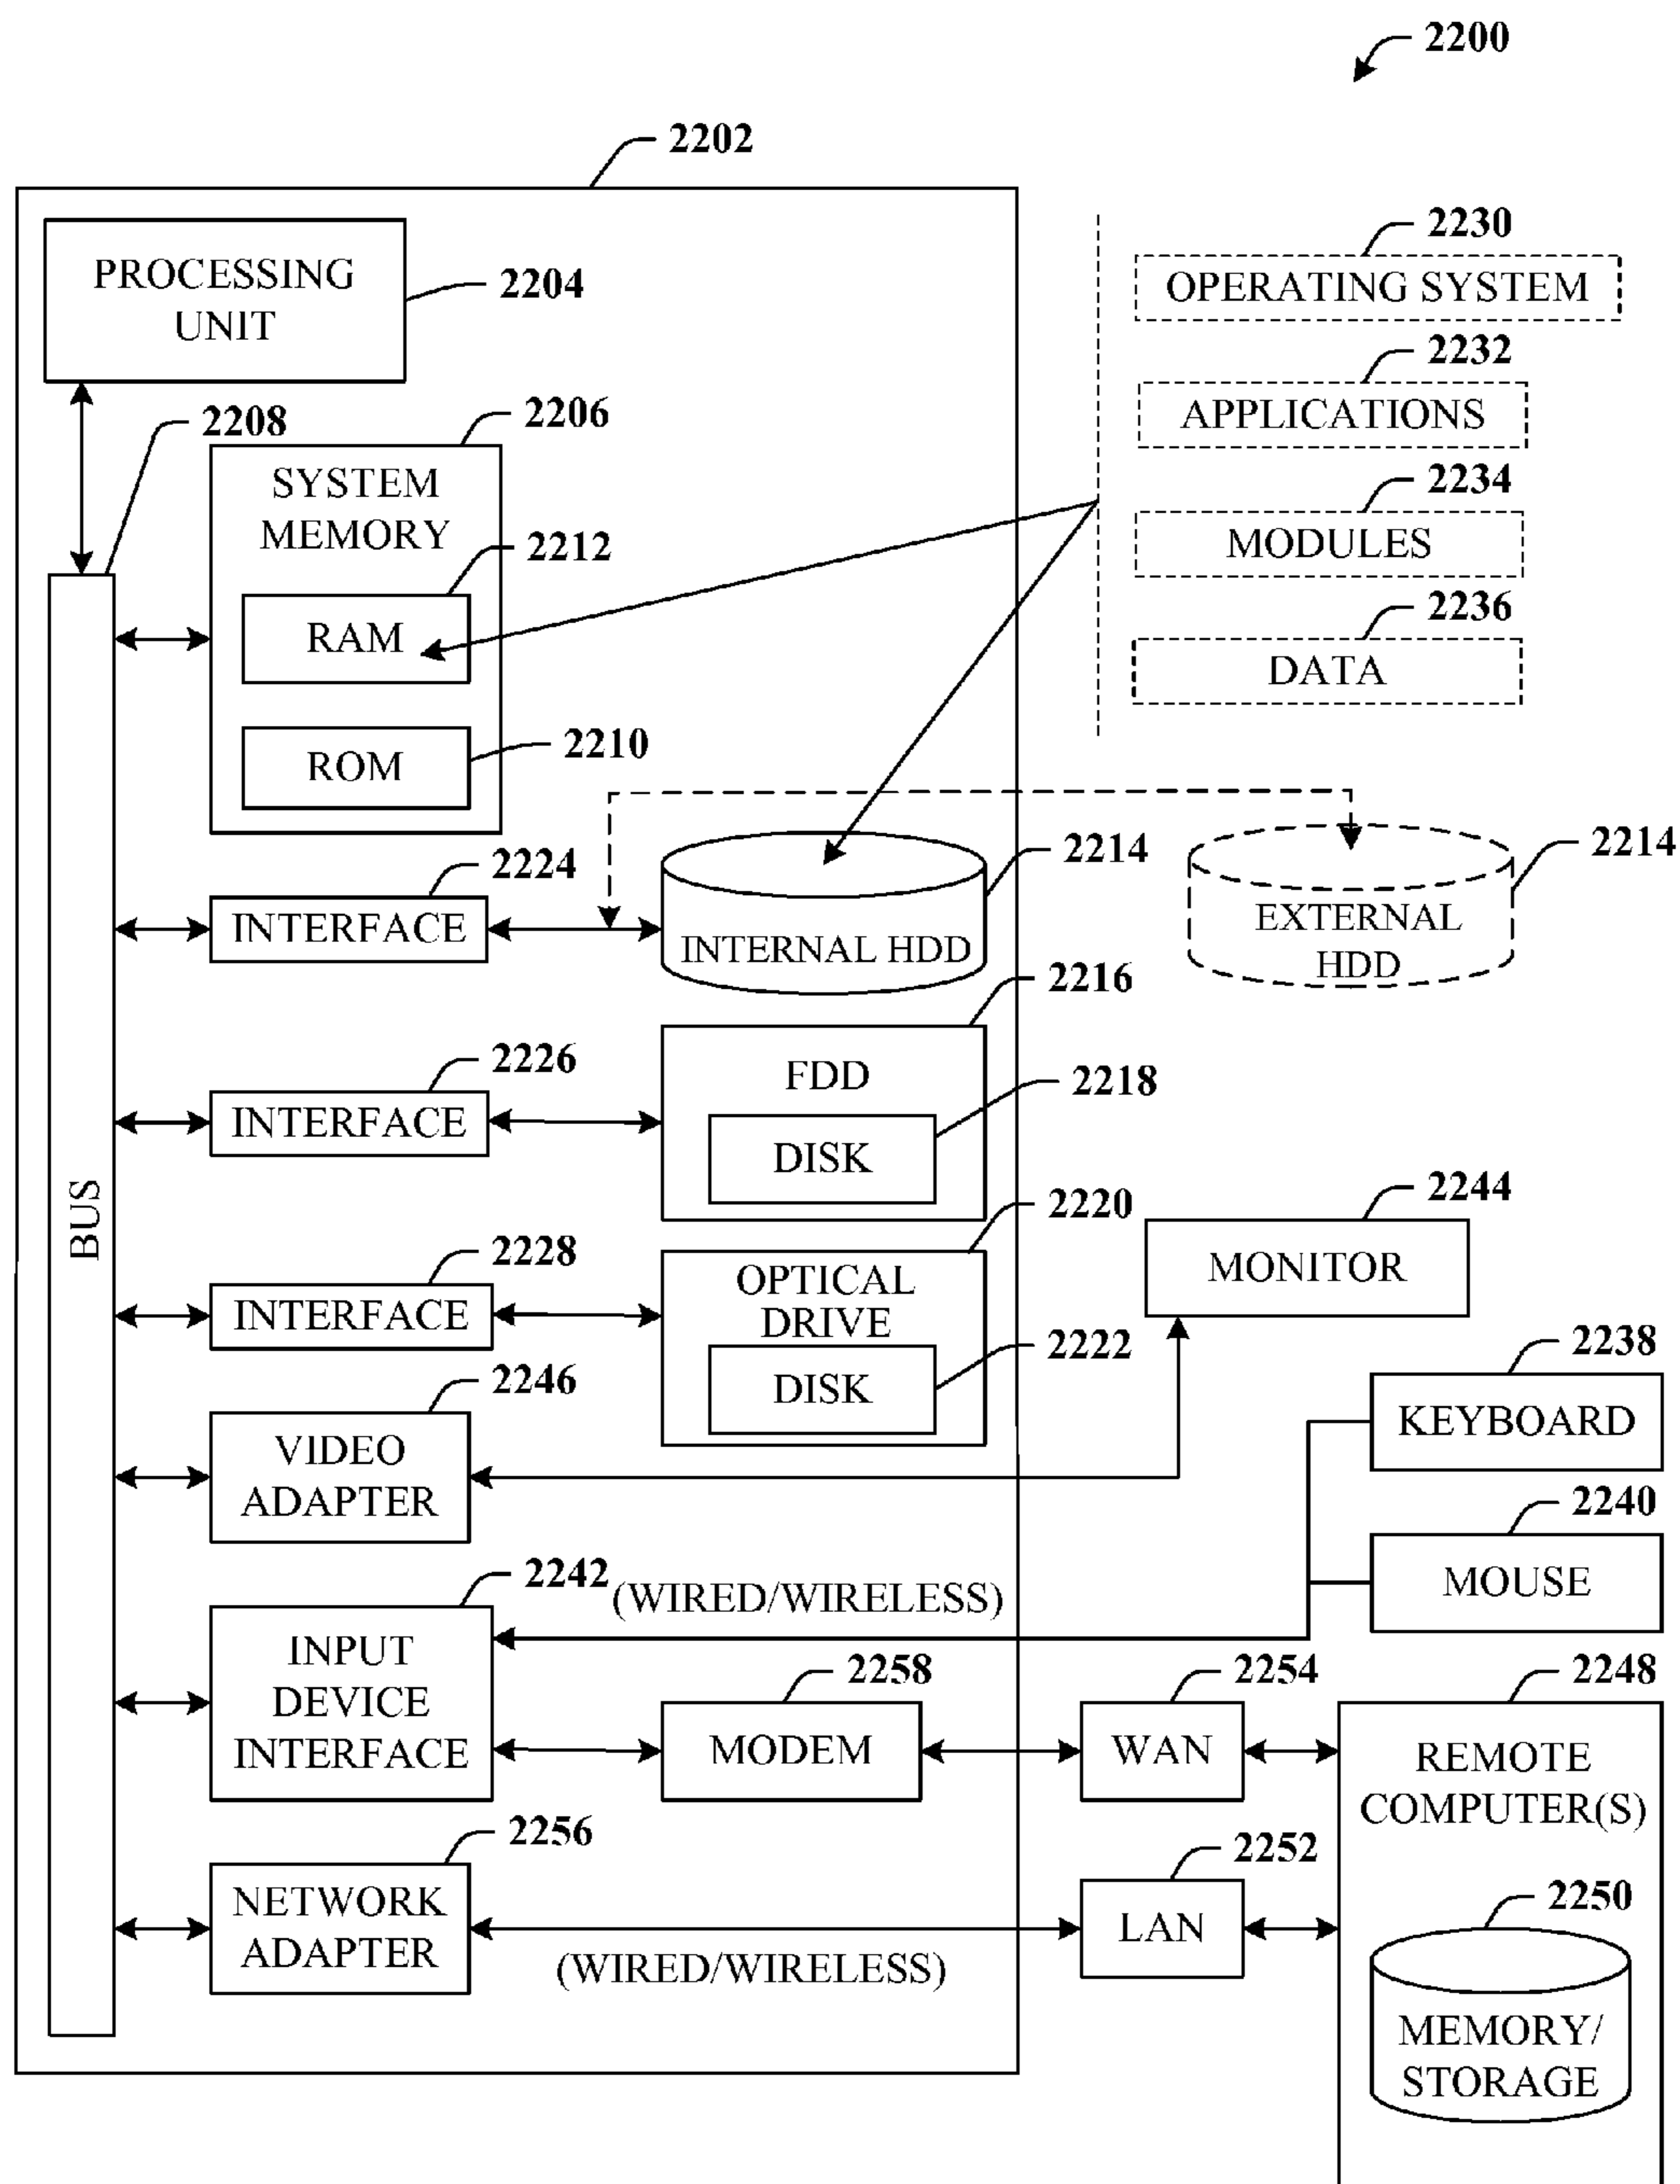 2200
2202
PROCESSING
UNIT
2204
2230
OPERATING SYSTEM
2232
APPLICATIONS
2234
MODULES
2236
DATA
2208
2206
SYSTEM
MEMORY
2212
RAM
2210
ROM
2224
INTERFACE
2214
INTERNAL HDD
2214
EXTERNAL
HDD
2216
FDD
2218
DISK
2226
INTERFACE
BUS
2220
OPTICAL
DRIVE
2222
DISK
2228
INTERFACE
2244
MONITOR
2246
VIDEO
ADAPTER
2238
KEYBOARD
2240
MOUSE
2242
(WIRED/WIRELESS)
INPUT
DEVICE
INTERFACE
2258
MODEM
2254
WAN
2248
REMOTE
COMPUTER(S)
2256
NETWORK
ADAPTER
(WIRED/WIRELESS)
2252
LAN
2250
MEMORY/
STORAGE